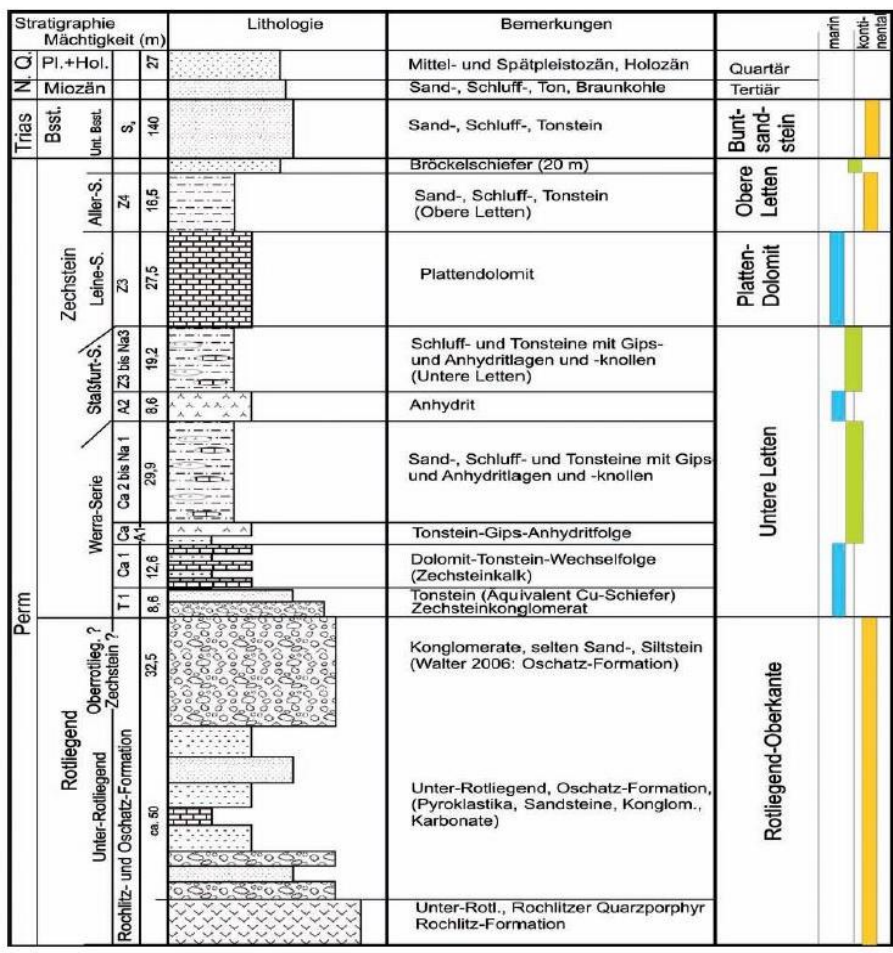 Stratigraphie
Mächtigkeit (m)
Lithologie
Bemerkungen
marin
konti-
nental
N. Q.
Pl.+Hol.
27
Mittel- und Spätpleistozän, Holozän
Quartär
Miozän
Sand-, Schluff-, Ton, Braunkohle
Tertiär
Trias
Bsst.
Unt. Bsst.
140
Sand-, Schluff-, Tonstein
Bunt-
sand-
stein
Bröckelschiefer (20 m)
Perm
Zechstein
Aller-S.
Z4
16,5
Sand-, Schluff-, Tonstein
(Obere Letten)
Obere
Letten
Leine-S.
Z3
27,5
Plattendolomit
Platten-
Dolomit
Staßfurt-S.
Z3 bis Na3
19,2
Schluff- und Tonsteine mit Gips-
und Anhydritlagen und -knollen
(Untere Letten)
A2
8,6
Anhydrit
Untere Letten
Werra-Serie
Ca 2 bis Na 1
29,9
Sand-, Schluff- und Tonsteine mit Gips-
und Anhydritlagen und -knollen
Ca
A1
Tonstein-Gips-Anhydritfolge
Ca 1
12,6
Dolomit-Tonstein-Wechselfolge
(Zechsteinkalk)
T 1
8,6
Tonstein (Äquivalent Cu-Schiefer)
Zechsteinkonglomerat
Rotliegend
Oberrotlieg. ?
Zechstein ?
32,5
Konglomerate, selten Sand-, Siltstein
(Walter 2006: Oschatz-Formation)
Rotliegend-Oberkante
Unter-Rotliegend
Rochlitz- und Oschatz-Formation
ca. 50
Unter-Rotliegend, Oschatz-Formation,
(Pyroklastika, Sandsteine, Konglom.,
Karbonate)
Unter-Rotl., Rochlitzer Quarzporphyr
Rochlitz-Formation